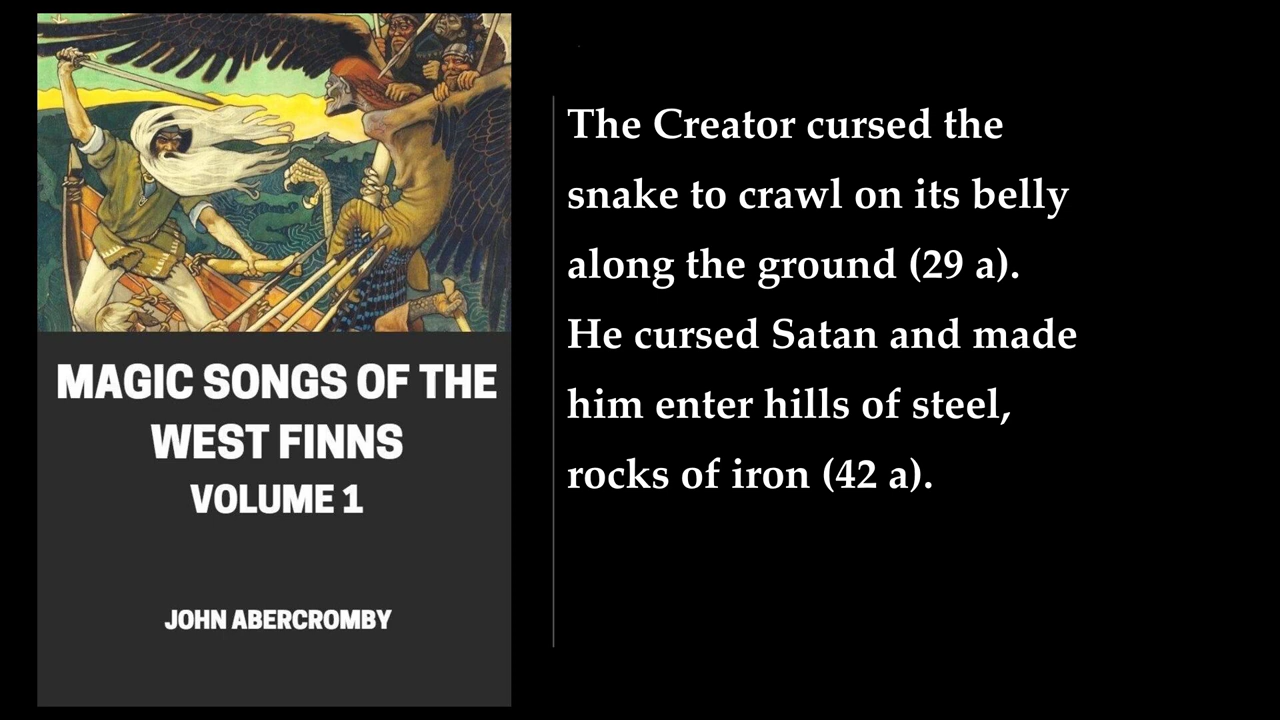 MAGIC SONGS OF THE
WEST FINNS
VOLUME 1
JOHN ABERCROMBY
The Creator cursed the
snake to crawl on its belly
along the ground (29 a).
He cursed Satan and made
him enter hills of steel,
rocks of iron (42 a).